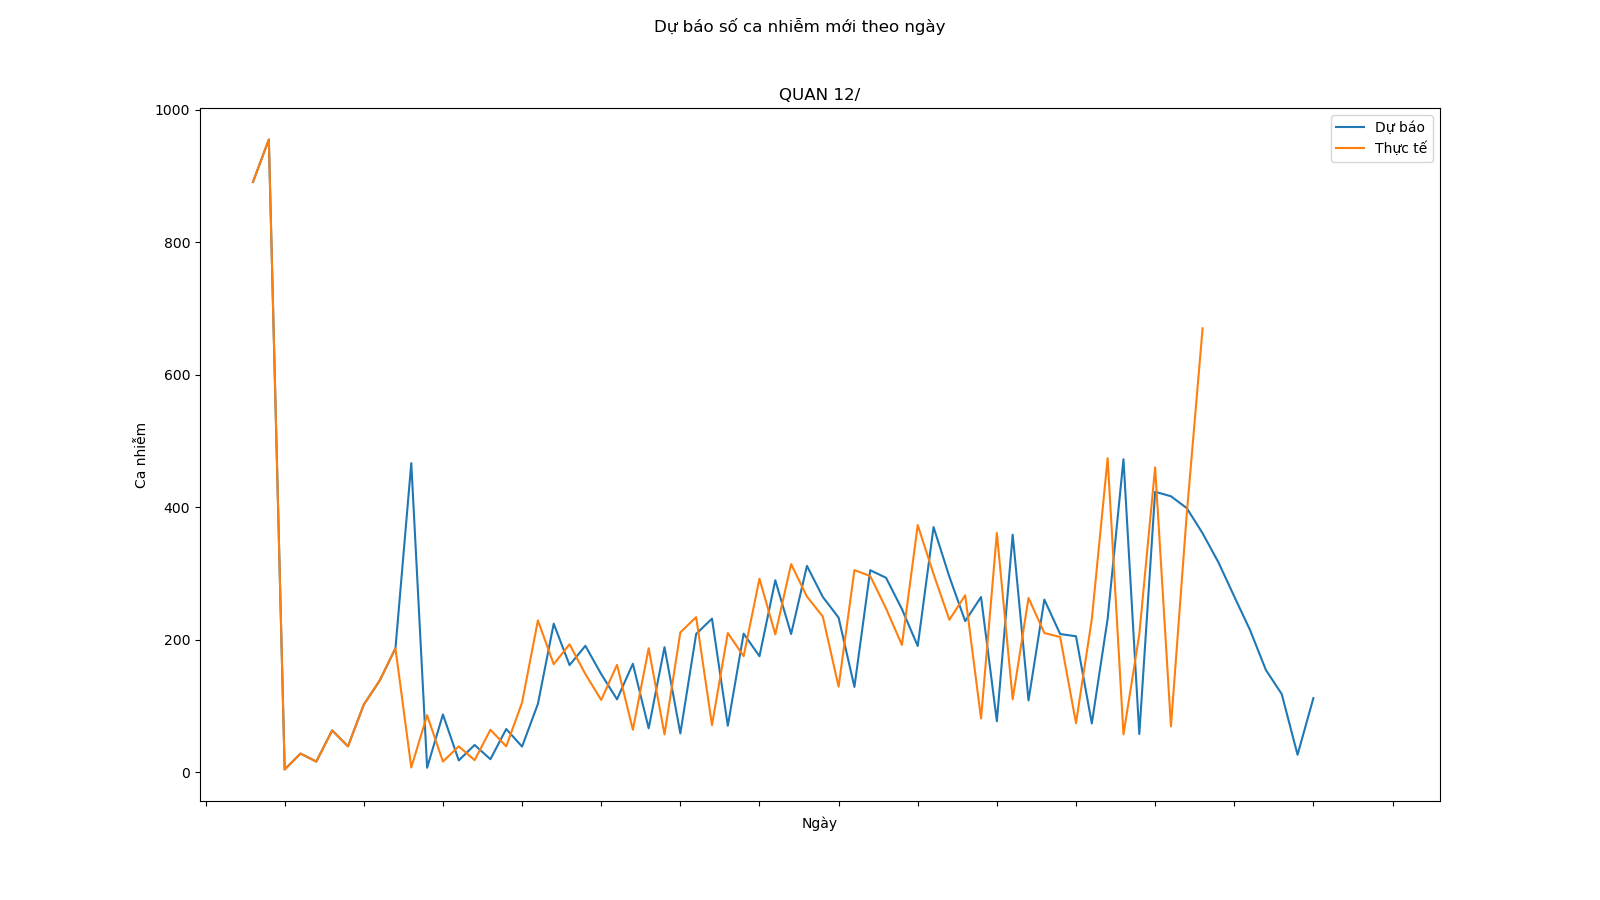 Dự báo số ca nhiễm mới theo ngày
QUAN 12/
Dự báo
Thực tế
1000
800
600
400
200
0
Ca nhiễm
Ngày